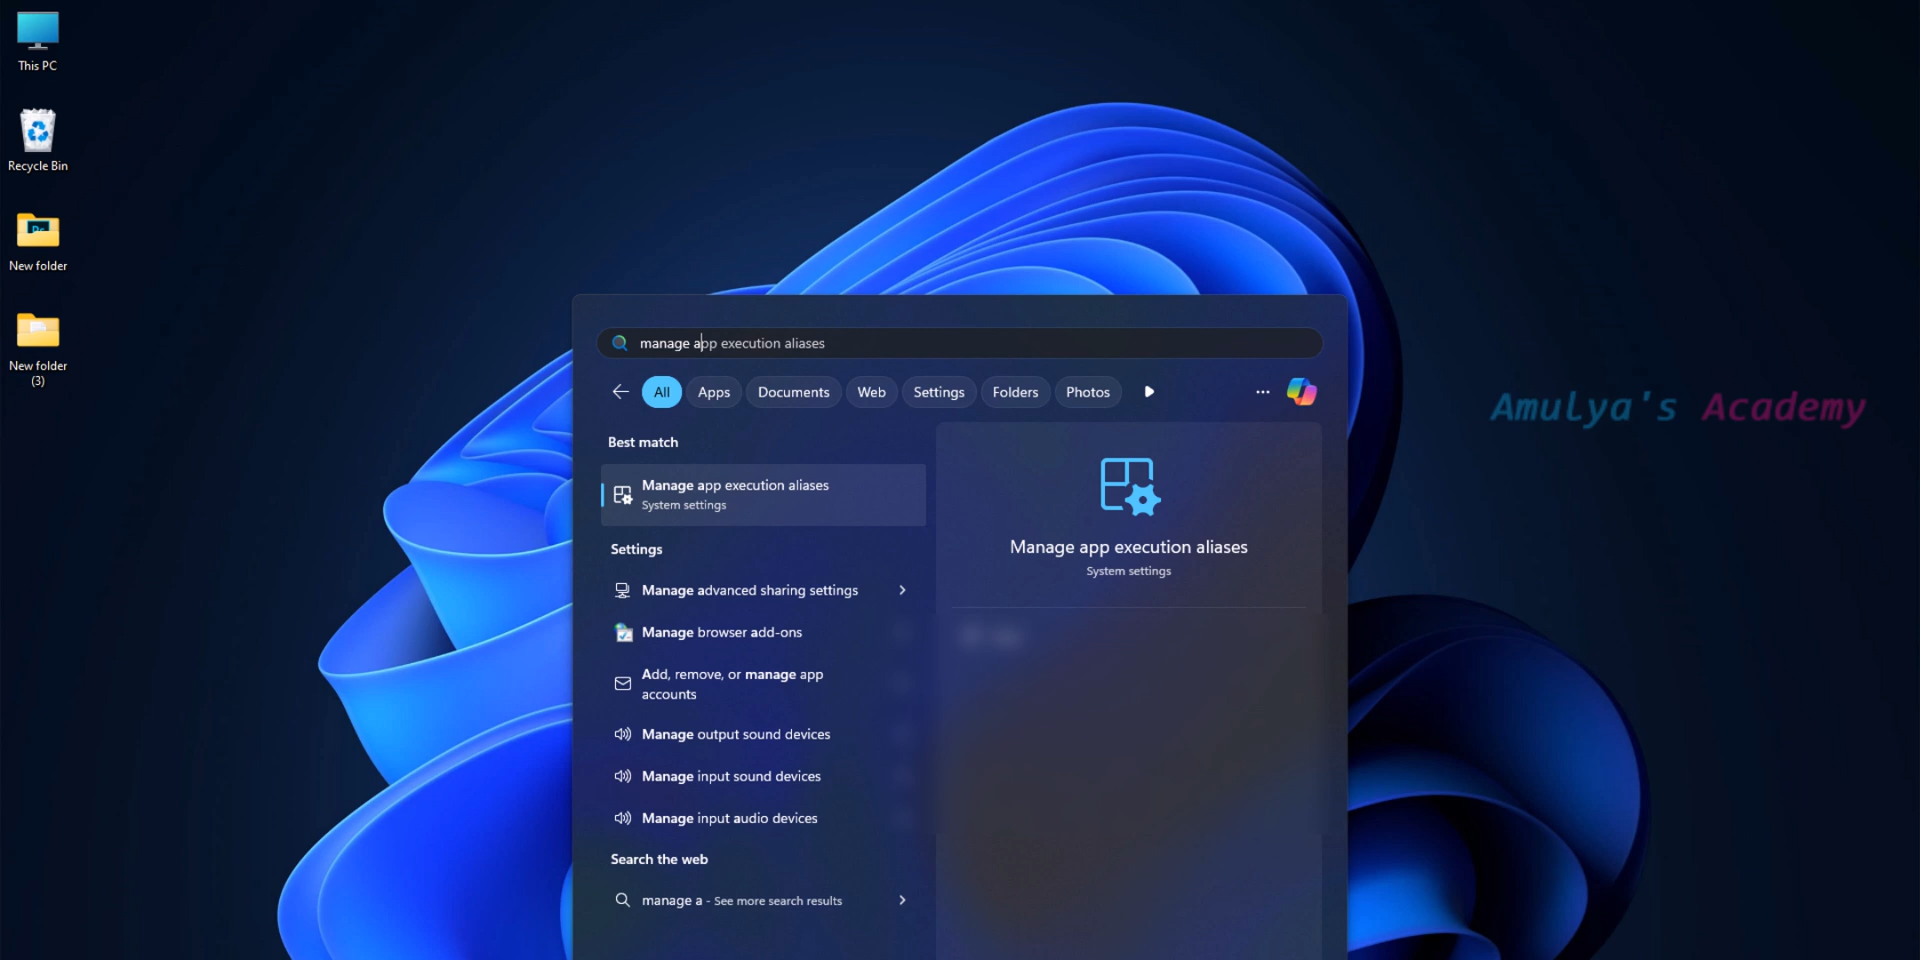 This PC
Recycle Bin
New folder
New folder
(3)
manage app execution aliases
All
Apps
Documents
Web
Settings
Folders
Photos
Best match
Manage app execution aliases
System settings
Settings
Manage advanced sharing settings
Manage browser add-ons
Add, remove, or manage app
accounts
Manage output sound devices
Manage input sound devices
Manage input audio devices
Search the web
manage a - See more search results
Manage app execution aliases
System settings
Amulya's Academy